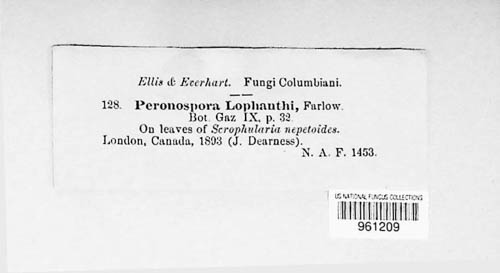 Ellis & Everhart. Fungi Columbiani.
128. Peronospora Lophanthi, Farlow.
Bot. Gaz IX, p. 32.
On leaves of Scrophularia nepetoides.
London, Canada, 1893 (J. Dearness).
N. A. F. 1453.
US NATIONAL FUNGUS COLLECTIONS
961209